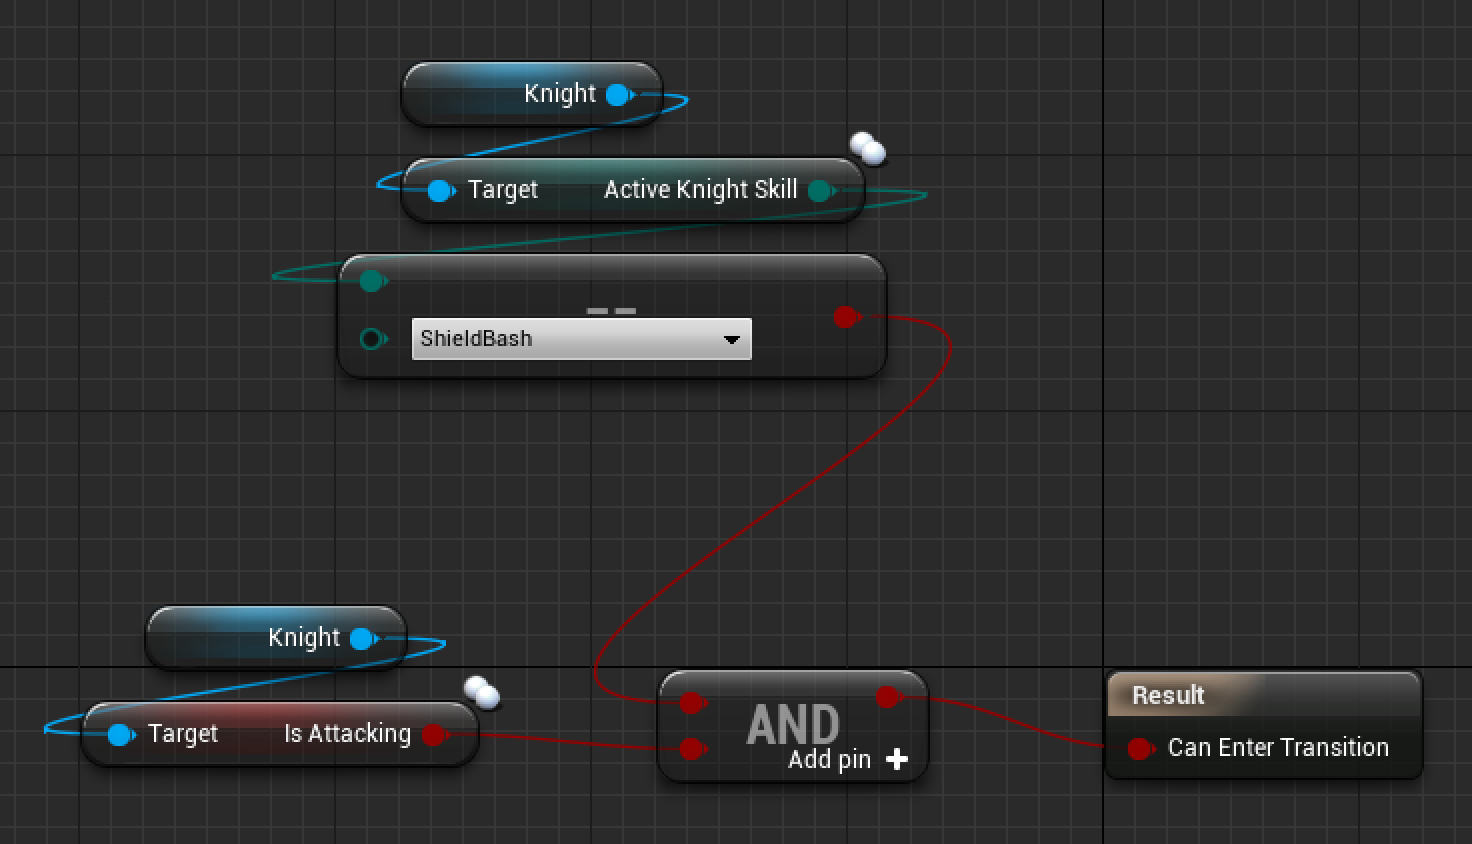 Knight
Target Active Knight Skill
==
ShieldBash
Knight
Target Is Attacking
AND
Add pin +
Result
Can Enter Transition